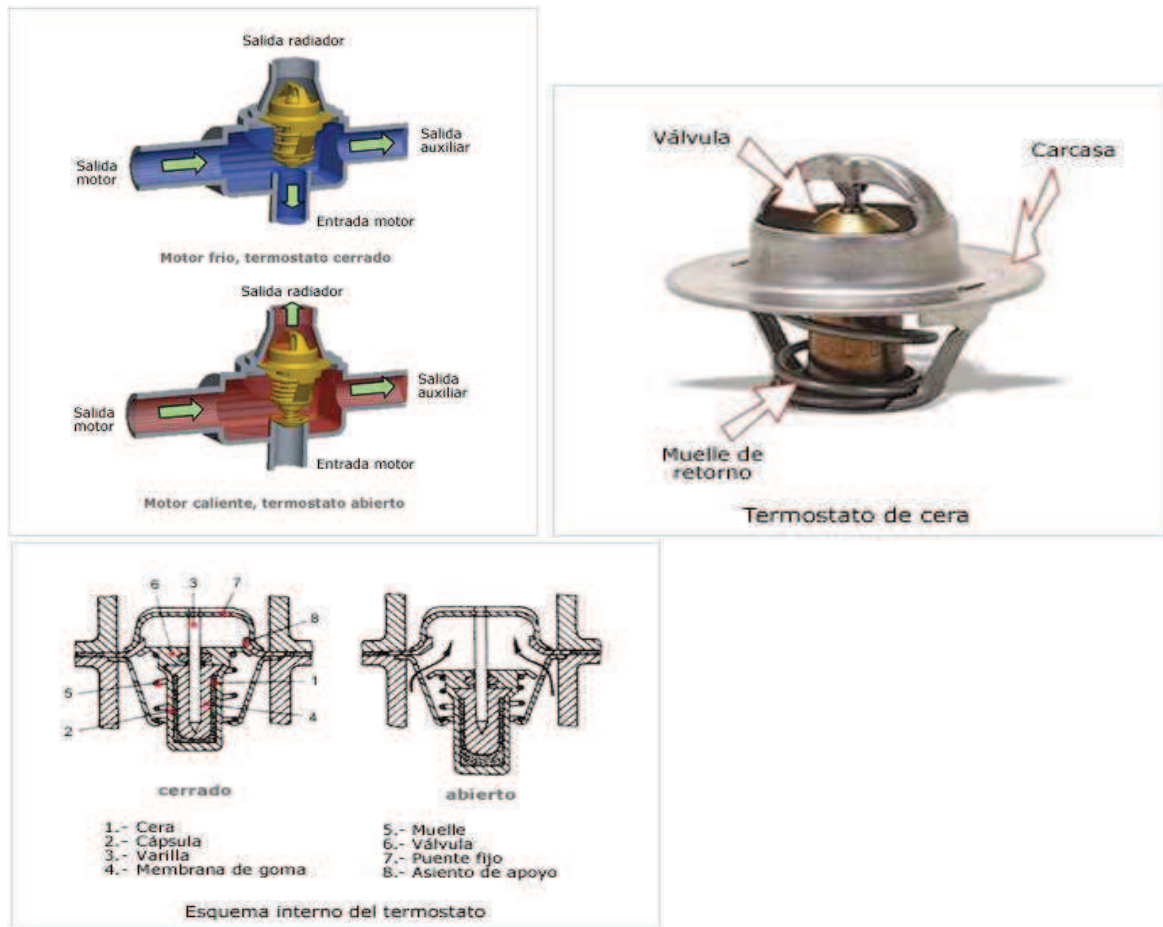 Salida radiador
Salida motor
Salida auxiliar
Entrada motor
Motor frio, termostato cerrado
Salida radiador
Salida motor
Salida auxiliar
Entrada motor
Motor caliente, termostato abierto
Válvula
Carcasa
Muelle de
retorno
Termostato de cera
6 3 7
8
5 1
2 4
cerrado
abierto
1.- Cera
2.- Cápsula
3.- Varilla
4.- Membrana de goma
5.- Muelle
6.- Válvula
7.- Puente fijo
8.- Asiento de apoyo
Esquema interno del termostato